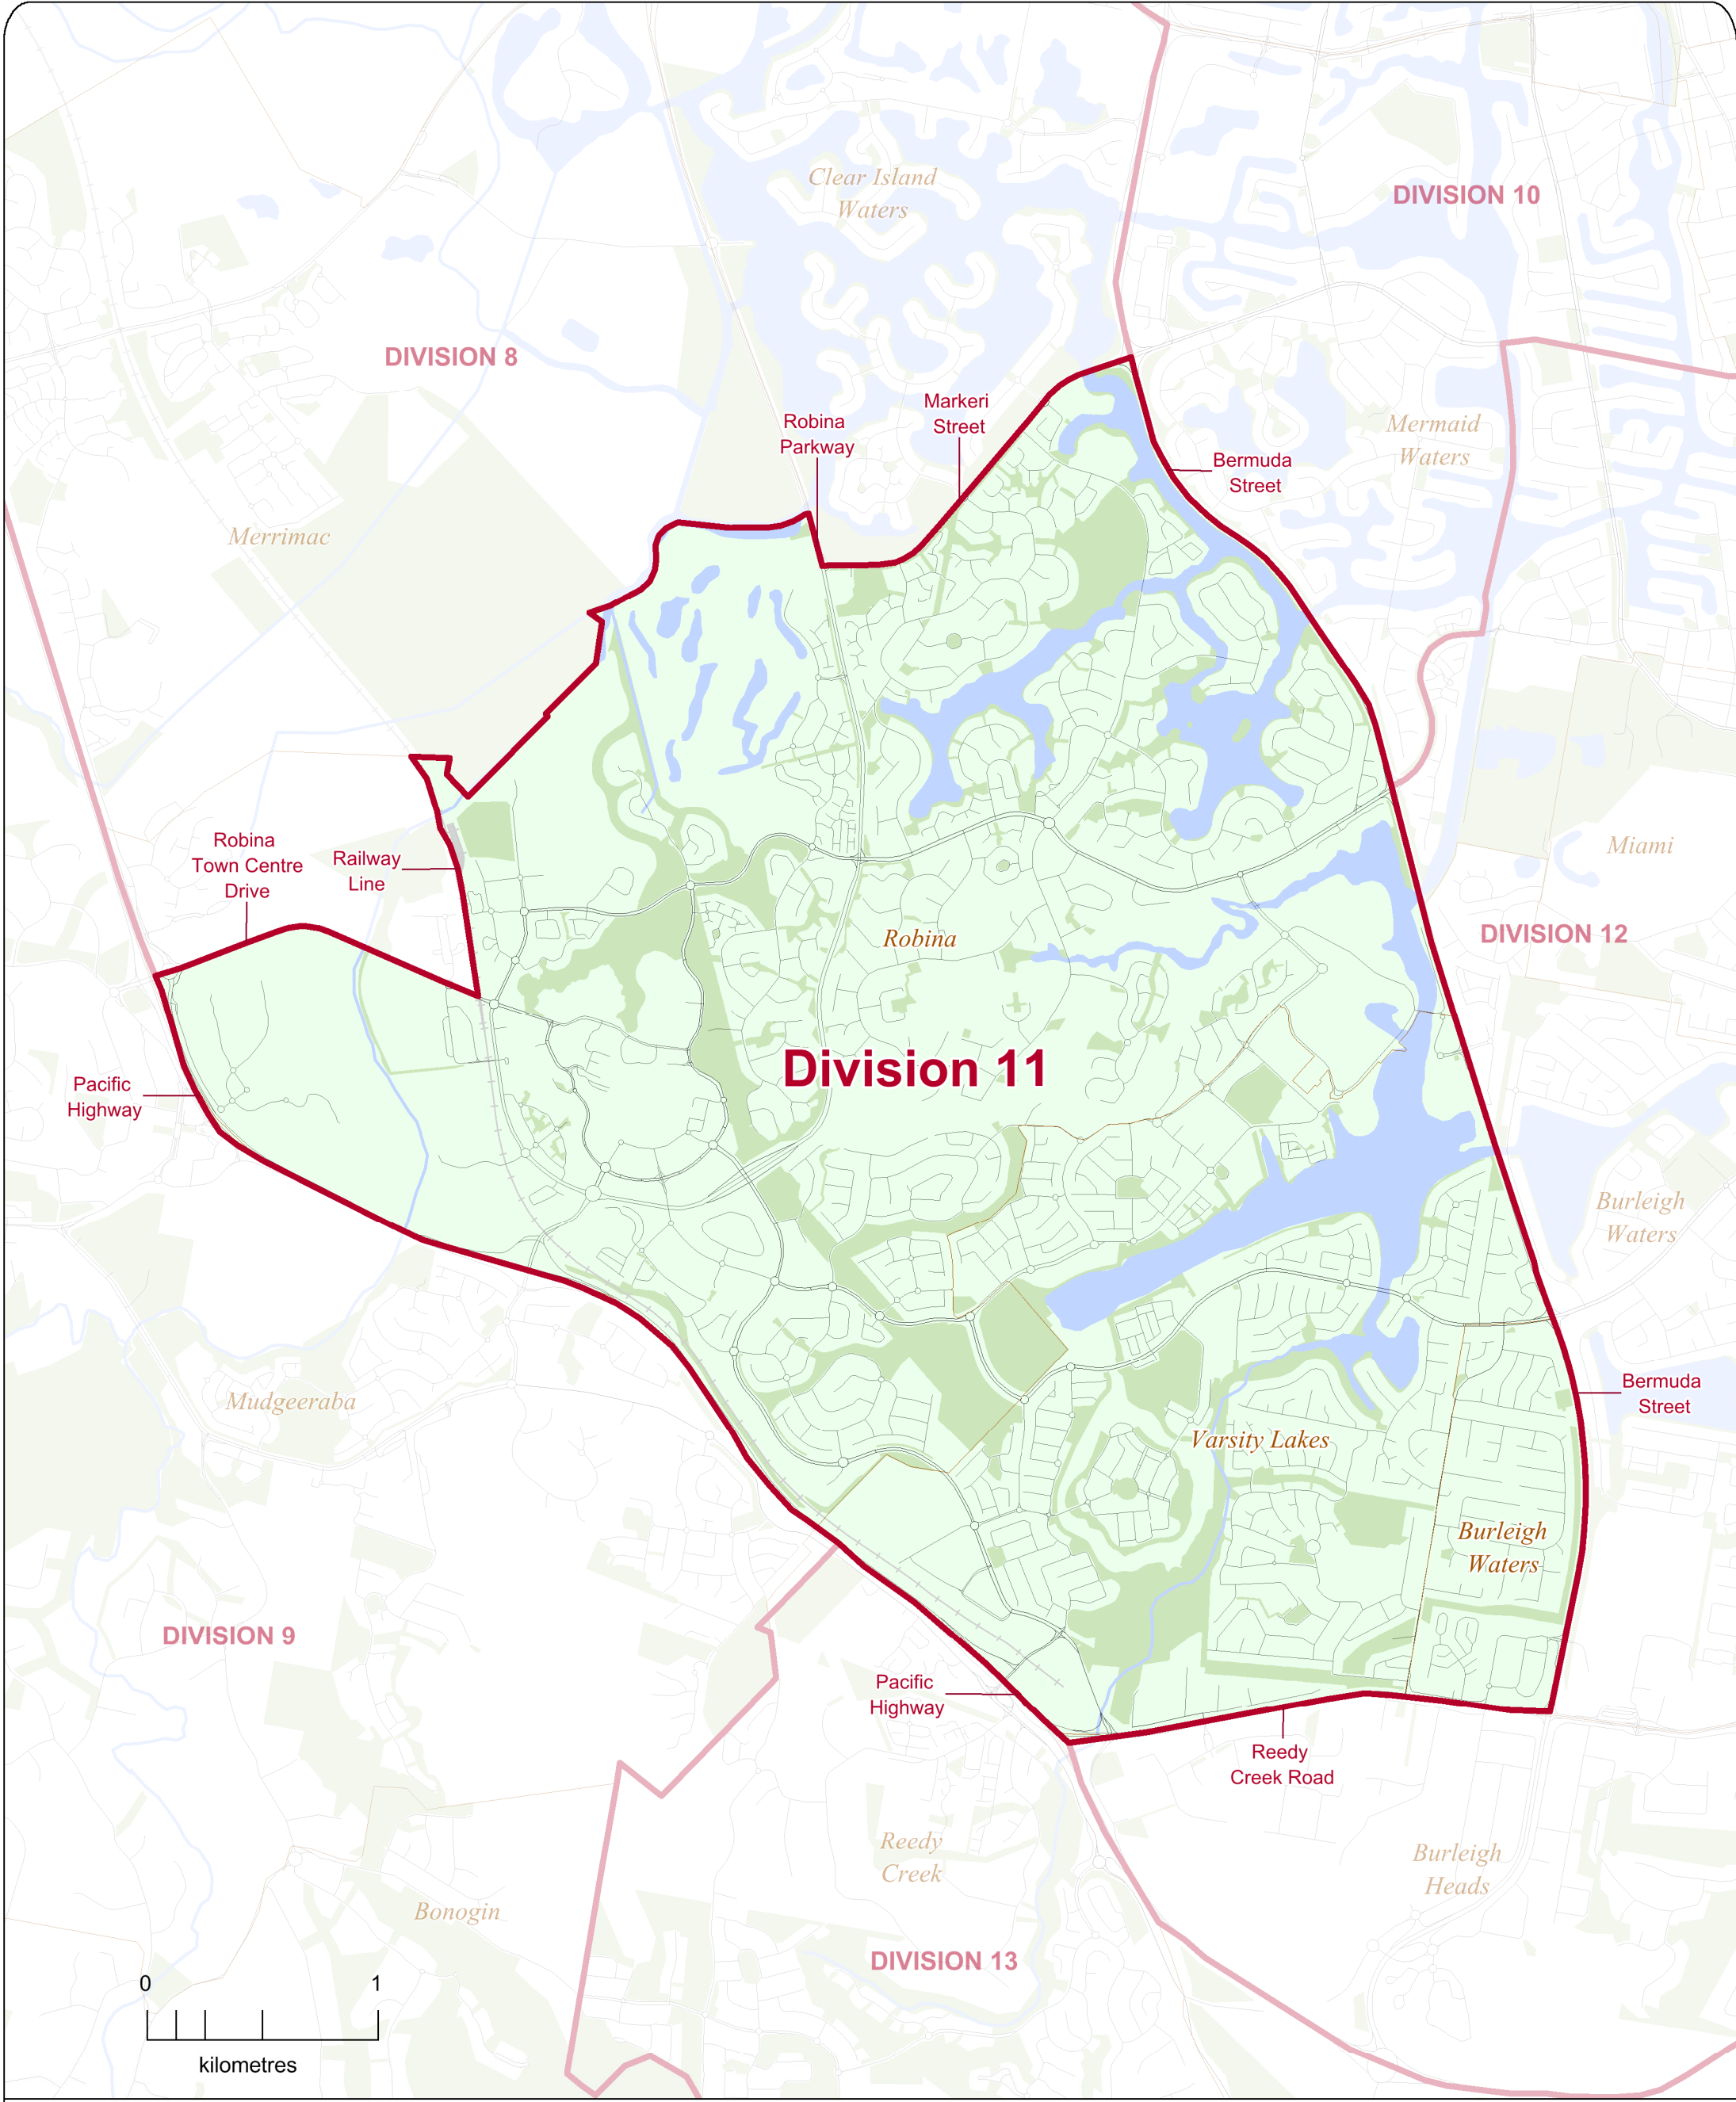 Clear Island
Waters
DIVISION 10
DIVISION 8
Markeri
Street
Robina
Parkway
Mermaid
Waters
Bermuda
Street
Merrimac
Robina
Town Centre
Drive
Railway
Line
Miami
Robina
DIVISION 12
Division 11
Pacific
Highway
Burleigh
Waters
Mudgeeraba
Bermuda
Street
Varsity Lakes
Burleigh
Waters
DIVISION 9
Pacific
Highway
Reedy
Creek Road
Reedy
Creek
Burleigh
Heads
Bonogin
DIVISION 13
0 1
kilometres